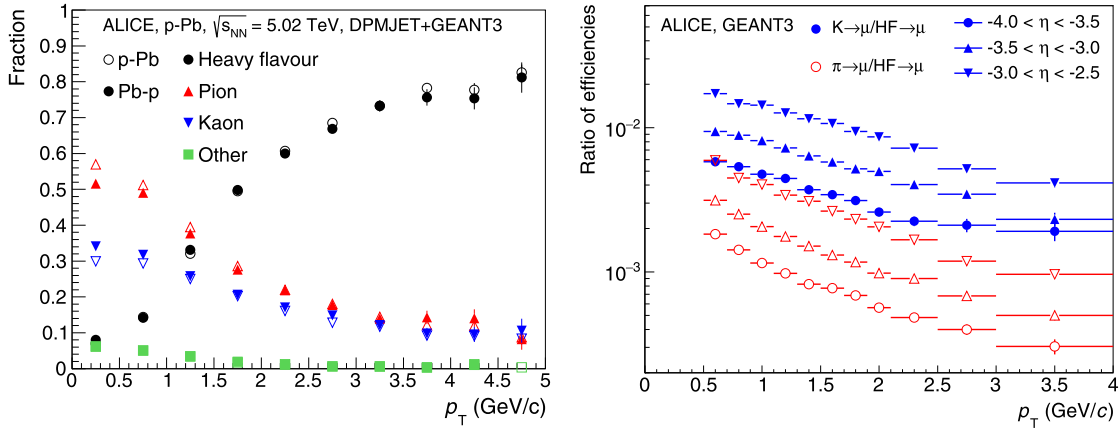 ALICE, p-Pb, √sNN = 5.02 TeV, DPMJET+GEANT3
p-Pb
Heavy flavour
Pb-p
Pion
Kaon
Other
Fraction
1
0.9
0.8
0.7
0.6
0.5
0.4
0.3
0.2
0.1
0
0 0.5 1 1.5 2 2.5 3 3.5 4 4.5 5
pT (GeV/c)
ALICE, GEANT3
K→μ/HF→μ
π→μ/HF→μ
-4.0 < η < -3.5
-3.5 < η < -3.0
-3.0 < η < -2.5
Ratio of efficiencies
10−2
10−3
0 0.5 1 1.5 2 2.5 3 3.5 4
pT (GeV/c)